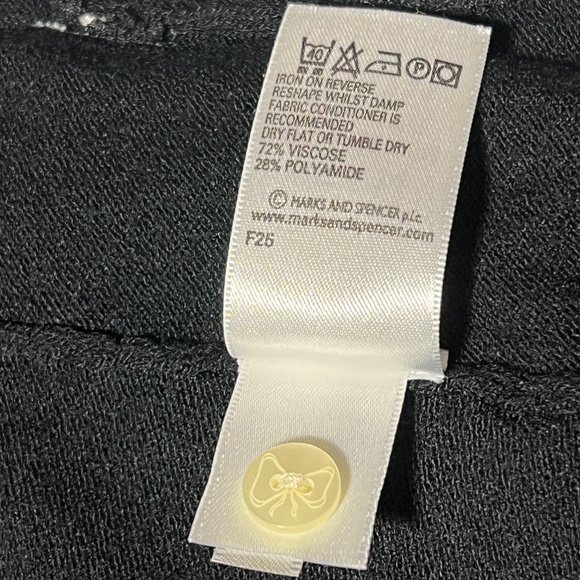 40 P
IRON ON REVERSE
RESHAPE WHILST DAMP
FABRIC CONDITIONER IS
RECOMMENDED
DRY FLAT OR TUMBLE DRY
72% VISCOSE
28% POLYAMIDE
© MARKS AND SPENCER p.l.c.
www.marksandspencer.com
F25